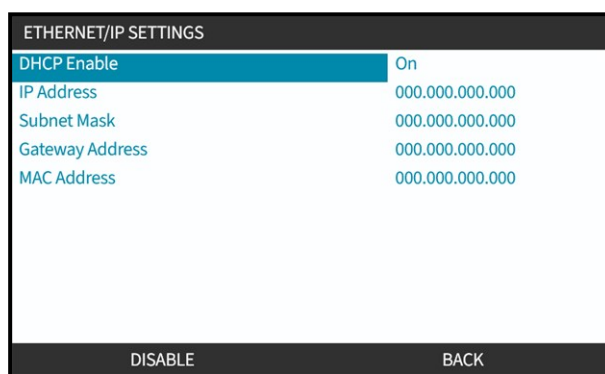 ETHERNET/IP SETTINGS
DHCP Enable On
IP Address 000.000.000.000
Subnet Mask 000.000.000.000
Gateway Address 000.000.000.000
MAC Address 000.000.000.000
DISABLE BACK